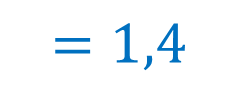 = 1,4